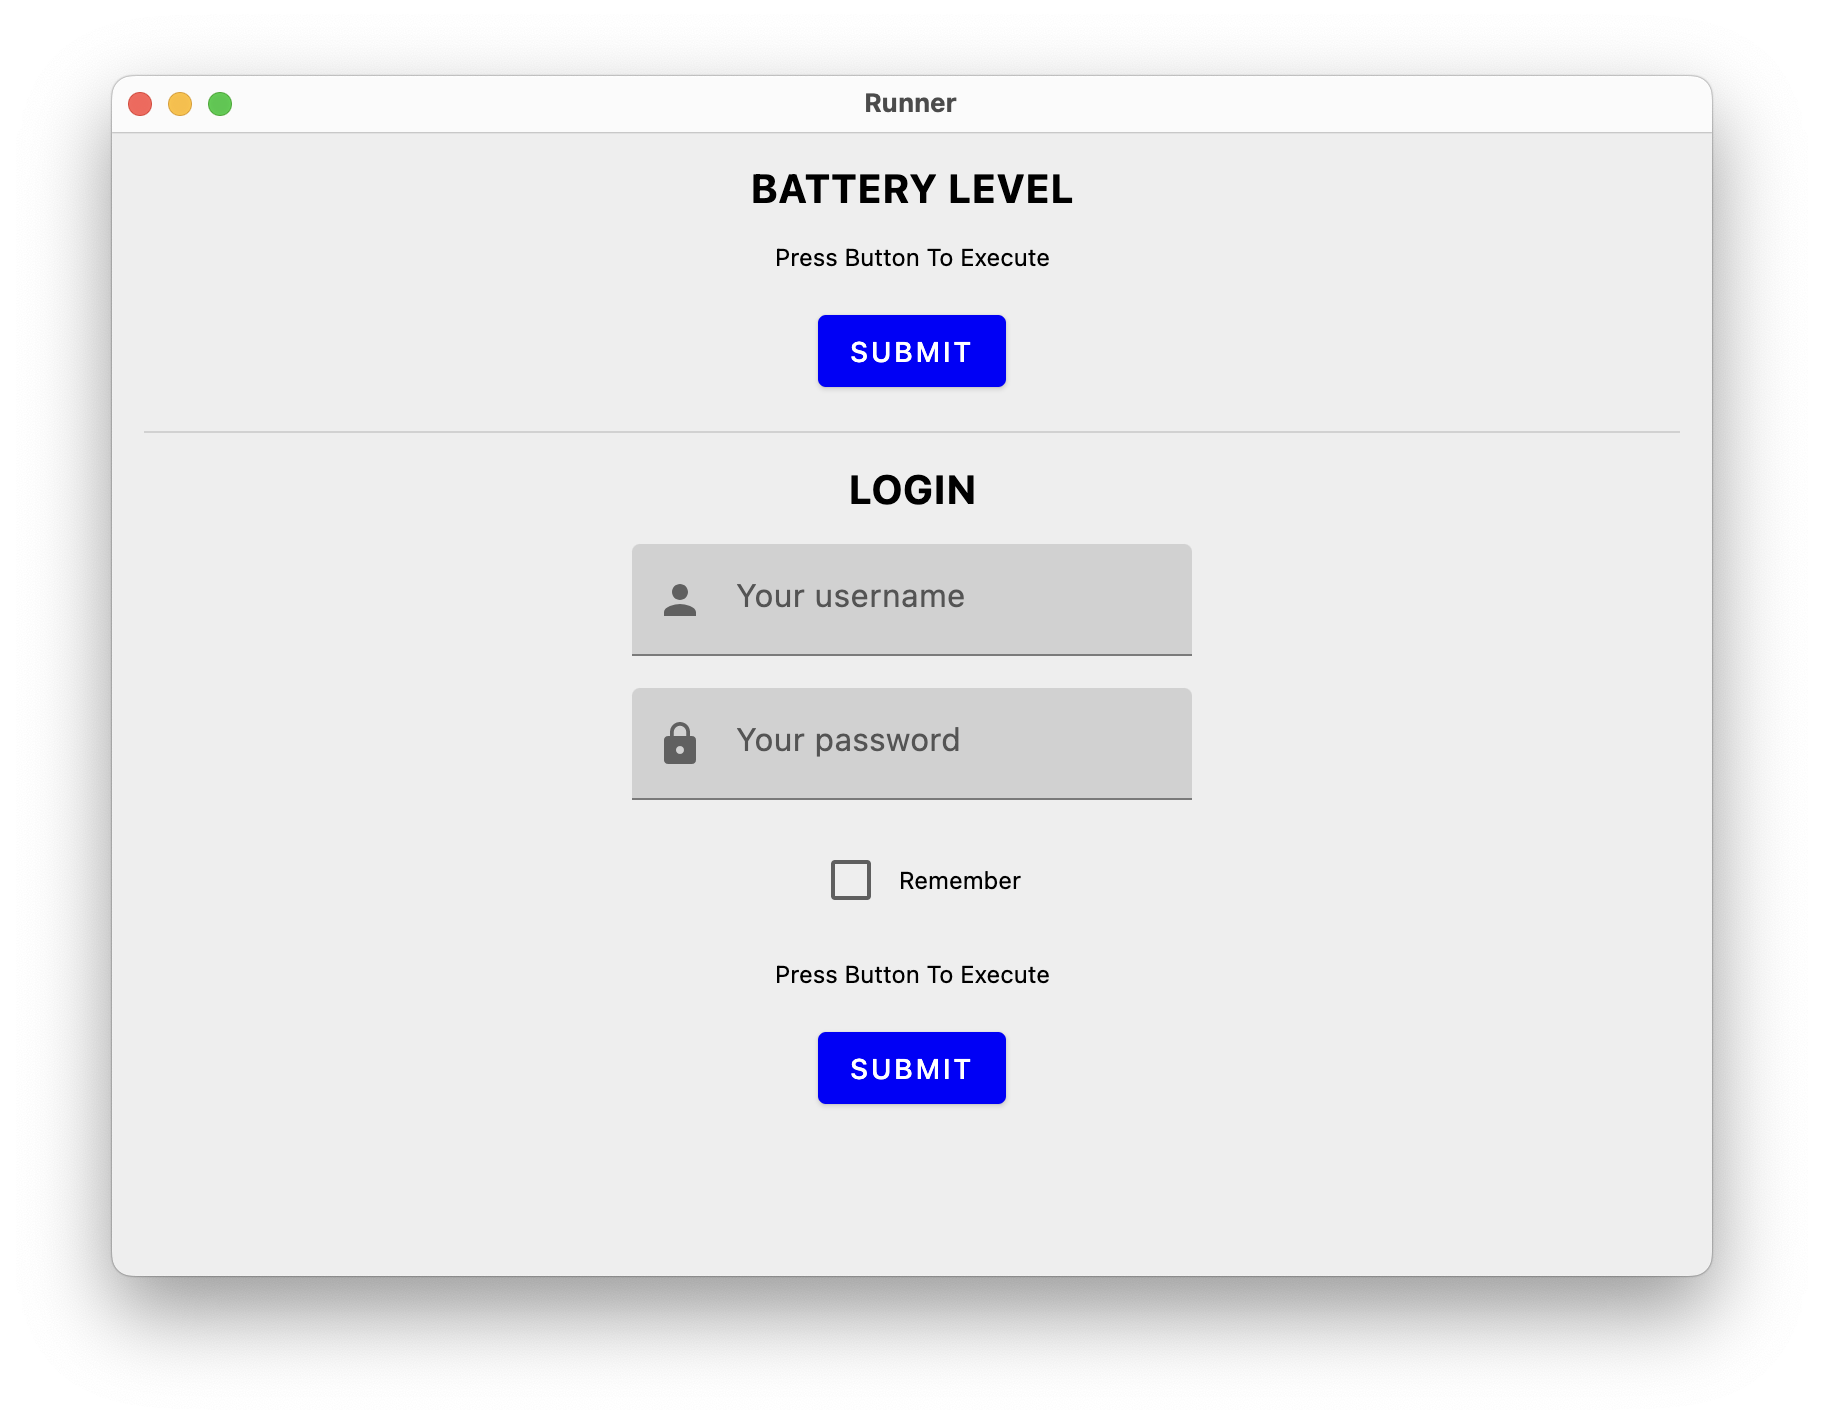 Runner
BATTERY LEVEL
Press Button To Execute
SUBMIT
LOGIN
Your username
Your password
Remember
Press Button To Execute
SUBMIT